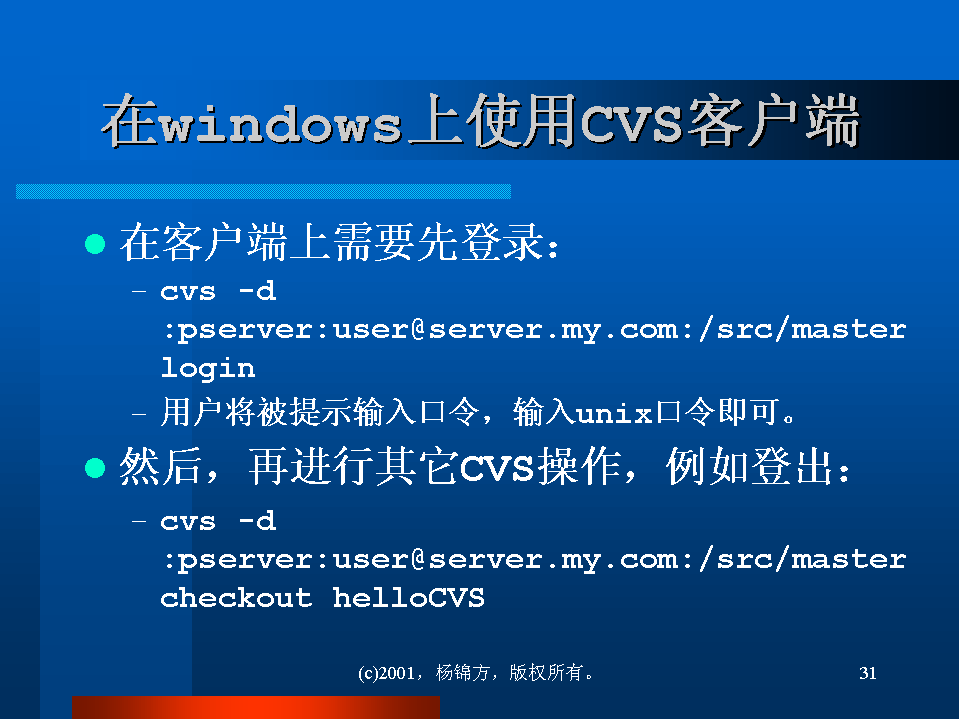 在windows上使用CVS客户端
在客户端上需要先登录：
– cvs -d
:pserver:user@server.my.com:/src/master
login
– 用户将被提示输入口令，输入unix口令即可。
然后，再进行其它CVS操作，例如登出：
– cvs -d
:pserver:user@server.my.com:/src/master
checkout helloCVS
(c)2001，杨锦方，版权所有。
31